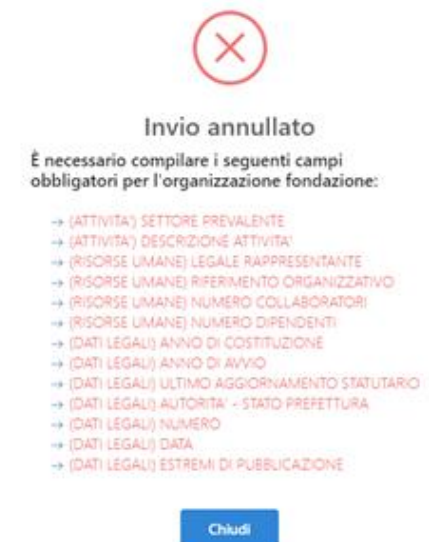 Invio annullato
È necessario compilare i seguenti campi
obbligatori per l'organizzazione fondazione:
→ (ATTIVITA') SETTORE PREVALENTE
→ (ATTIVITA') DESCRIZIONE ATTIVITA'
→ (RISORSE UMANE) LEGALE RAPPRESENTANTE
→ (RISORSE UMANE) RIFERIMENTO ORGANIZZATIVO
→ (RISORSE UMANE) NUMERO COLLABORATORI
→ (RISORSE UMANE) NUMERO DIPENDENTI
→ (DATI LEGALI) ANNO DI COSTITUZIONE
→ (DATI LEGALI) ANNO DI AVVIO
→ (DATI LEGALI) ULTIMO AGGIORNAMENTO STATUTARIO
→ (DATI LEGALI) AUTORITA' - STATO PREFETTURA
→ (DATI LEGALI) NUMERO
→ (DATI LEGALI) DATA
→ (DATI LEGALI) ESTREMI DI PUBBLICAZIONE
Chiudi